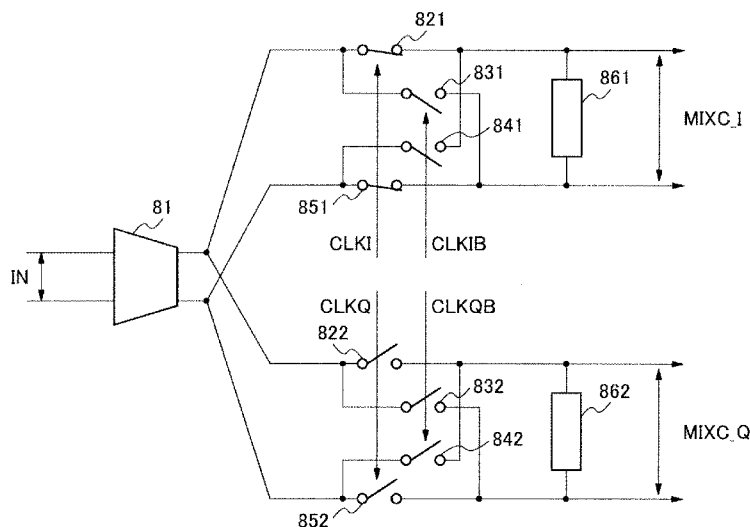 821
831
861
MIXC_I
841
851
81
CLKI
CLKIB
IN
CLKQ
CLKQB
822
832
862
MIXC_Q
842
852